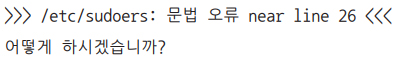 >>> /etc/sudoers: 문법 오류 near line 26 <<<
어떻게 하시겠습니까?